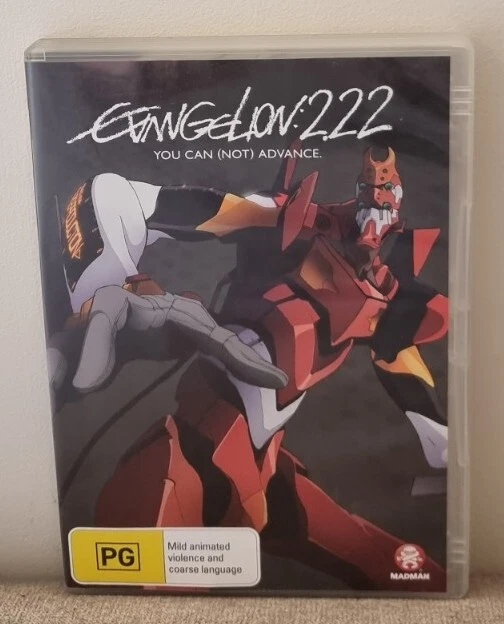 EVANGELION:2.22
YOU CAN (NOT) ADVANCE.
PG
Mild animated
violence and
coarse language
MADMAN